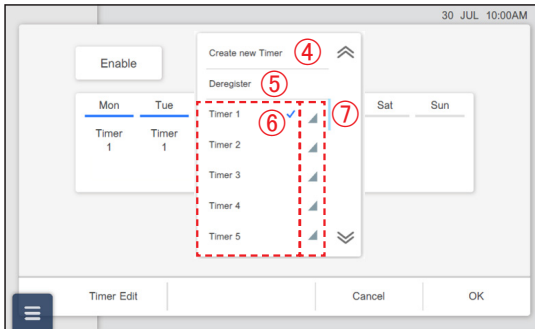 30 JUL 10:00AM
Enable
Create new Timer ④
Deregister ⑤
Mon Tue Sat Sun
Timer 1
Timer 1
Timer 1 ⑥ ⑦
Timer 2
Timer 3
Timer 4
Timer 5
Timer Edit Cancel OK